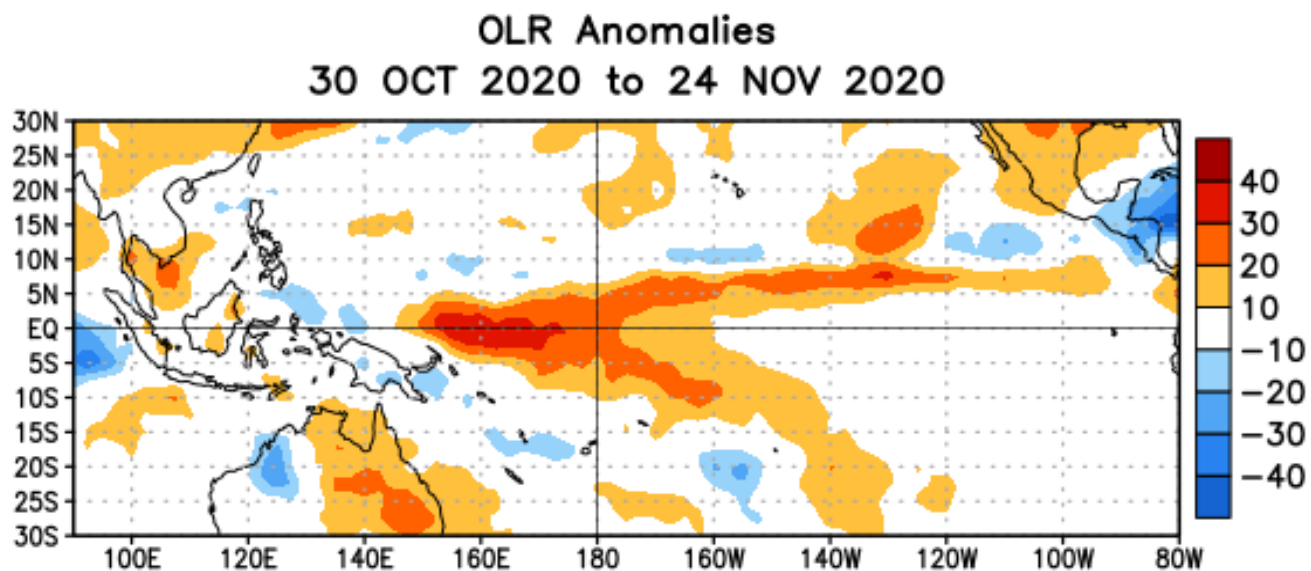 OLR Anomalies
30 OCT 2020 to 24 NOV 2020
30N
25N
20N
15N
10N
5N
EQ
5S
10S
15S
20S
25S
30S
100E 120E 140E 160E 180 160W 140W 120W 100W 80W
40
30
20
10
−10
−20
−30
−40